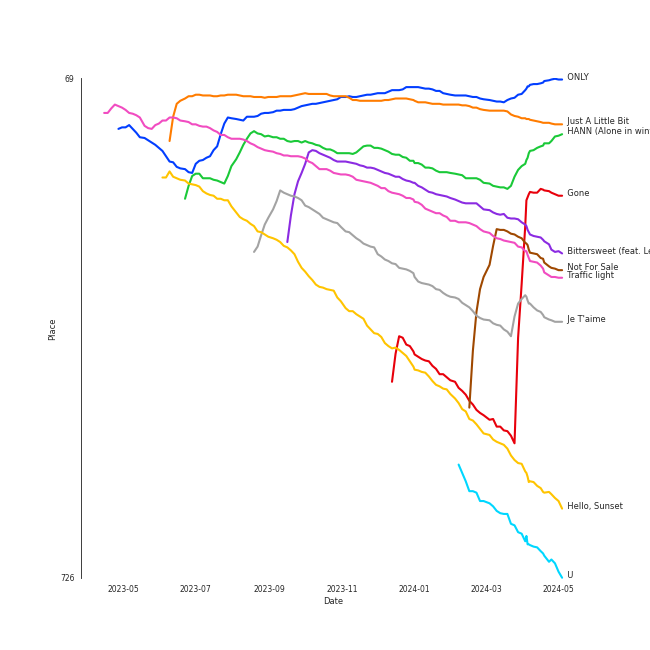 69
ONLY
Just A Little Bit
HANN (Alone in win
Gone
Bittersweet (feat. Le
Not For Sale
Traffic light
Je T'aime
Place
Hello, Sunset
726
U
2023-05
2023-07
2023-09
2023-11
2024-01
2024-03
2024-05
Date